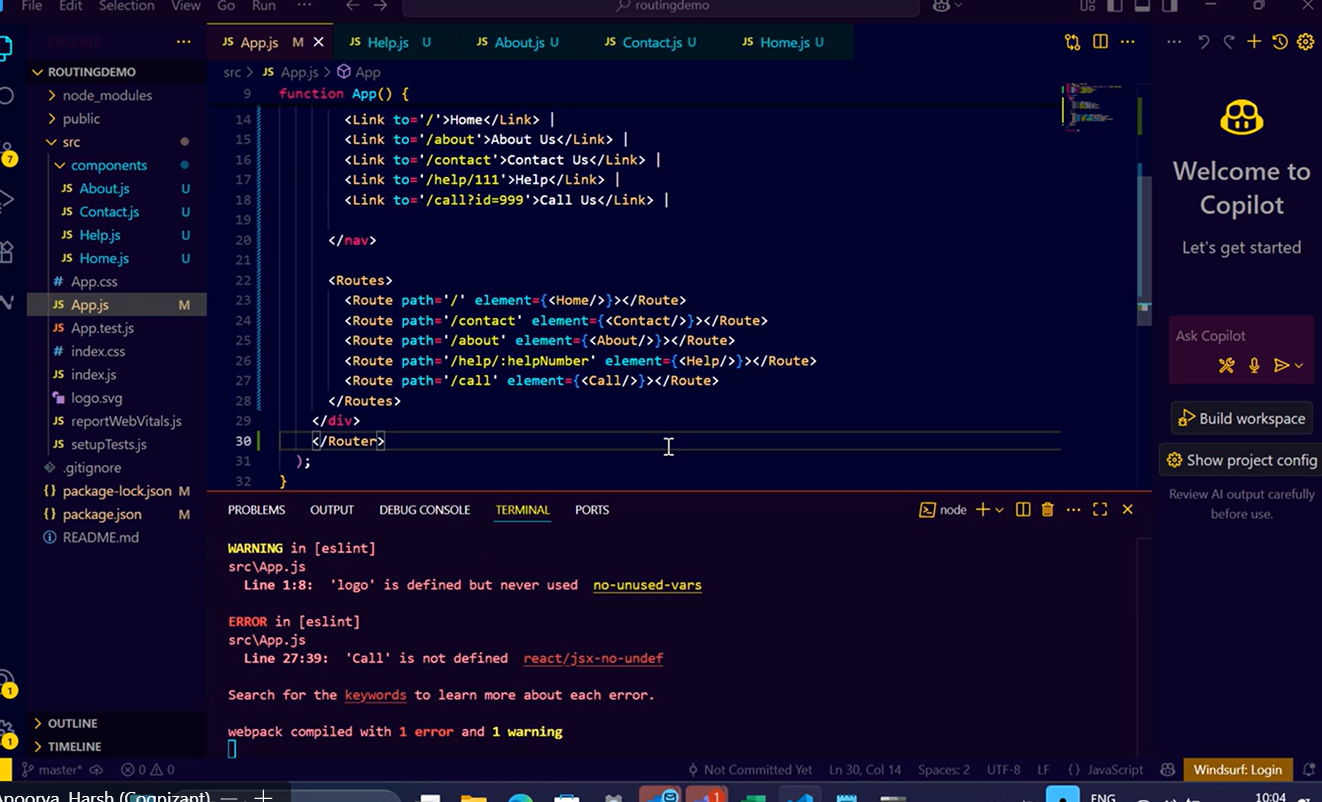 File Edit Selection View Go Run ··· routingdemo
EXPLORER ···
JS App.js M
JS Help.js U
JS About.js U
JS Contact.js U
JS Home.js U
ROUTINGDEMO
node_modules
public
src
components
JS About.js U
JS Contact.js U
JS Help.js U
JS Home.js U
# App.css
JS App.js M
JS App.test.js
# index.css
JS index.js
logo.svg
JS reportWebVitals.js
JS setupTests.js
.gitignore
{} package-lock.json M
{} package.json M
README.md
OUTLINE
TIMELINE
7
1
1
src > JS App.js > App
9 function App() {
14 <Link to='/'>Home</Link> |
15 <Link to='/about'>About Us</Link> |
16 <Link to='/contact'>Contact Us</Link> |
17 <Link to='/help/111'>Help</Link> |
18 <Link to='/call?id=999'>Call Us</Link> |
19
20 </nav>
21
22 <Routes>
23 <Route path='/' element={<Home/>}></Route>
24 <Route path='/contact' element={<Contact/>}></Route>
25 <Route path='/about' element={<About/>}></Route>
26 <Route path='/help/:helpNumber' element={<Help/>}></Route>
27 <Route path='/call' element={<Call/>}></Route>
28 </Routes>
29 </div>
30 </Router>
31 );
32 }
PROBLEMS OUTPUT DEBUG CONSOLE TERMINAL PORTS
node
WARNING in [eslint]
src\App.js
Line 1:8: 'logo' is defined but never used no-unused-vars
ERROR in [eslint]
src\App.js
Line 27:39: 'Call' is not defined react/jsx-no-undef
Search for the keywords to learn more about each error.
webpack compiled with 1 error and 1 warning
Welcome to
Copilot
Let's get started
Ask Copilot
Build workspace
Show project config
Review AI output carefully
before use.
master* 0 0 Not Committed Yet Ln 30, Col 14 Spaces: 2 UTF-8 LF {} JavaScript Windsurf: Login
Apoorva, Harsh (Cognizant)
1
ENG
10:04